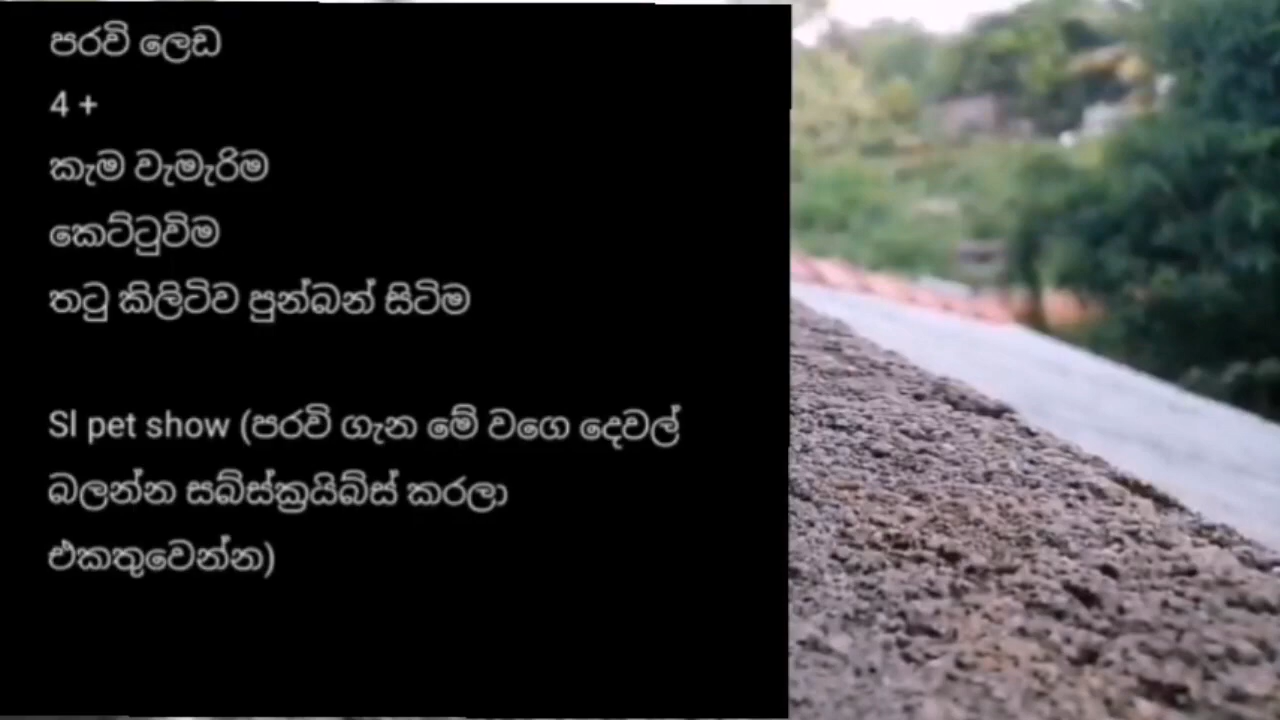 පරවි ලෙඩ
4 +
කැම වැමැරිම
කෙට්ටුවිම
තටු කිලිටිව පුන්බන් සිටිම
Sl pet show (පරවි ගැන මේ වගෙ දෙවල්
බලන්න සබ්ස්ක්‍රයිබ්ස් කරලා
එකතුවෙන්න)